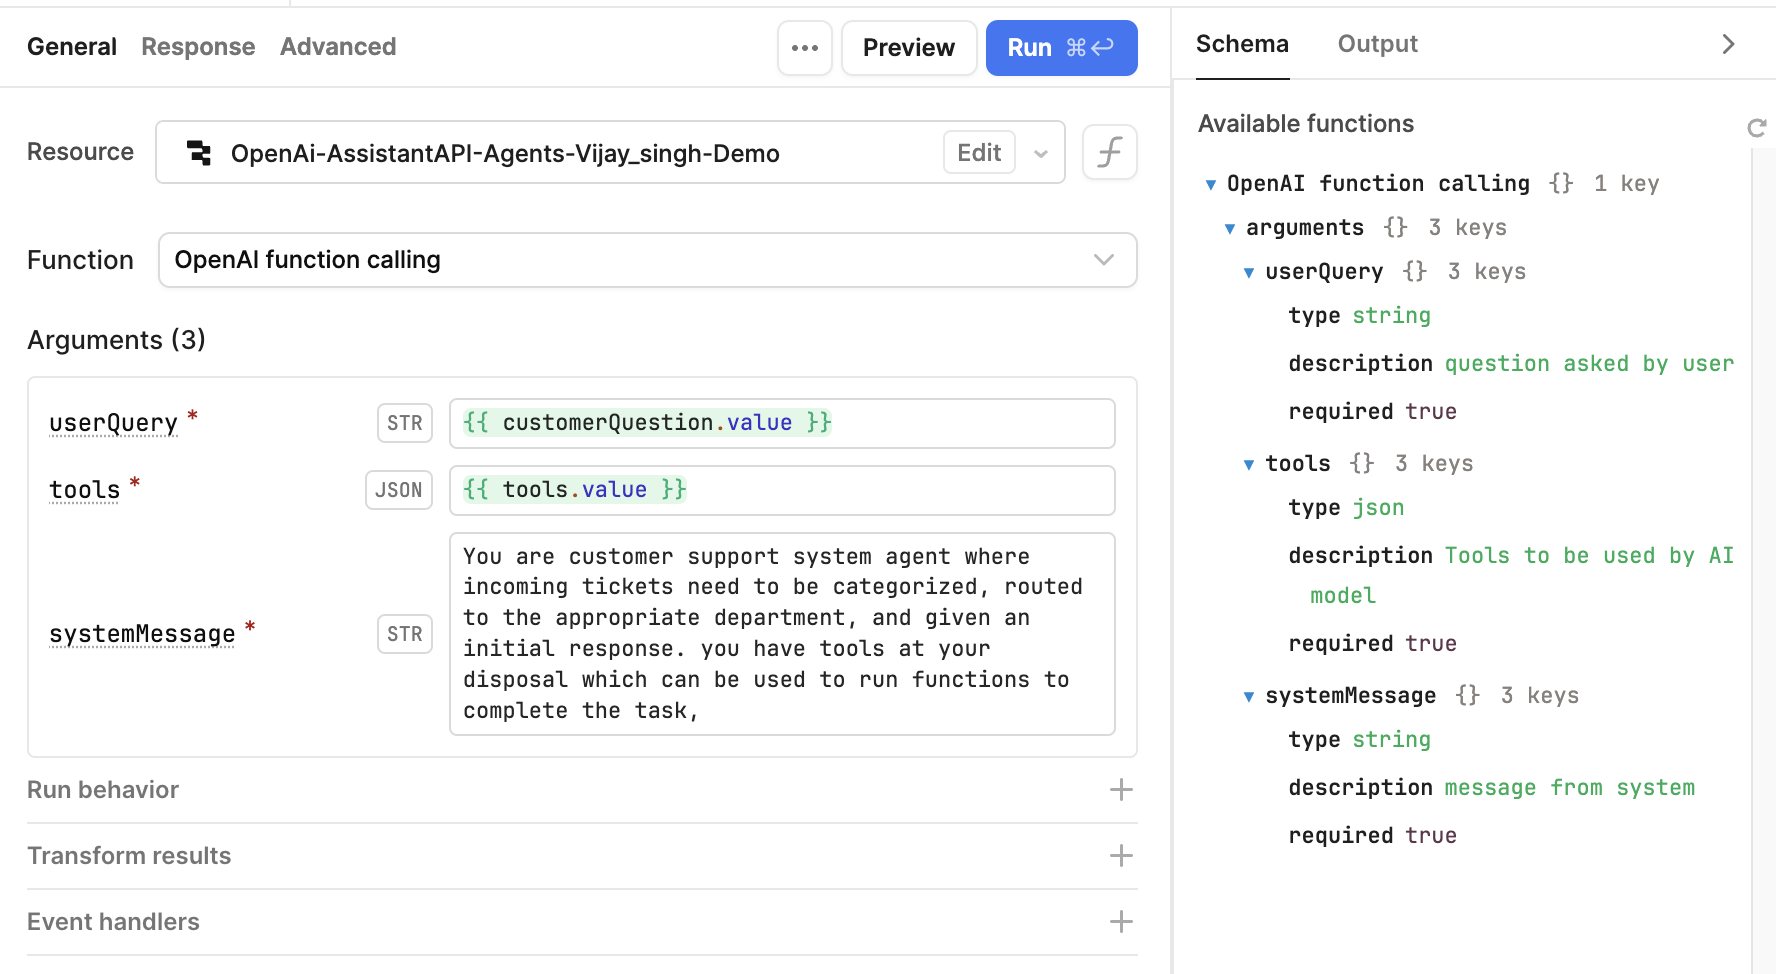 General Response Advanced
••• Preview Run ⌘↩
Resource OpenAi-AssistantAPI-Agents-Vijay_singh-Demo Edit
Function OpenAI function calling
Arguments (3)
userQuery * STR {{ customerQuestion.value }}
tools * JSON {{ tools.value }}
systemMessage * STR
You are customer support system agent where
incoming tickets need to be categorized, routed
to the appropriate department, and given an
initial response. you have tools at your
disposal which can be used to run functions to
complete the task,
Run behavior +
Transform results +
Event handlers +
Schema Output
Available functions
OpenAI function calling {} 1 key
arguments {} 3 keys
userQuery {} 3 keys
type string
description question asked by user
required true
tools {} 3 keys
type json
description Tools to be used by AI
model
required true
systemMessage {} 3 keys
type string
description message from system
required true